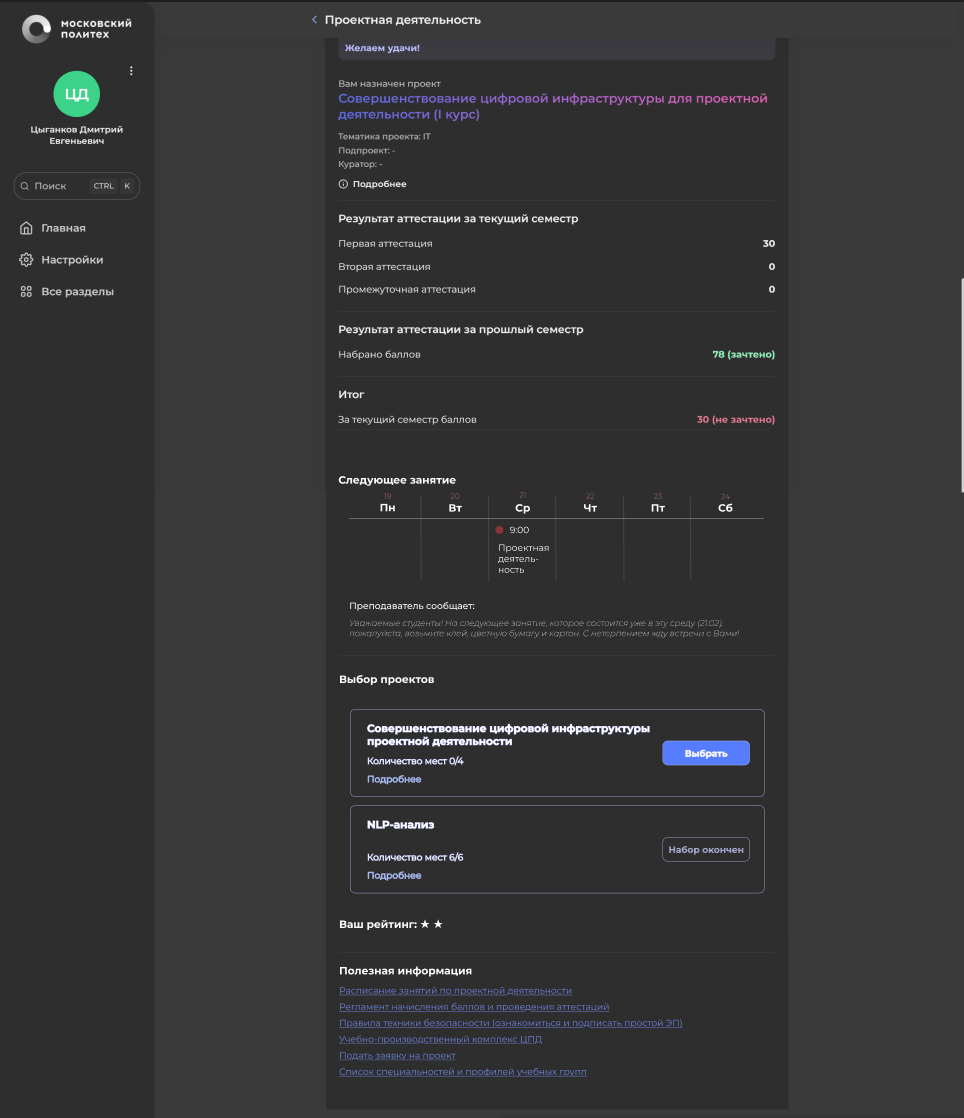 московский
политех
ЦД
Цыганков Дмитрий
Евгеньевич
Поиск CTRL K
Главная
Настройки
Все разделы
Проектная деятельность
Желаем удачи!
Вам назначен проект
Совершенствование цифровой инфраструктуры для проектной
деятельности (I курс)
Тематика проекта: IT
Подпроект: -
Куратор: -
Подробнее
Результат аттестации за текущий семестр
Первая аттестация 30
Вторая аттестация 0
Промежуточная аттестация 0
Результат аттестации за прошлый семестр
Набрано баллов 78 (зачтено)
Итог
За текущий семестр баллов 30 (не зачтено)
Следующее занятие
19 20 21 22 23 24
Пн Вт Ср Чт Пт Сб
9:00
Проектная
деятель-
ность
Преподаватель сообщает:
Уважаемые студенты! На следующее занятие, которое состоится уже в эту среду (21.02),
пожалуйста, возьмите клей, цветную бумагу и картон. С нетерпением жду встречи с Вами!
Выбор проектов
Совершенствование цифровой инфраструктуры
проектной деятельности
Количество мест 0/4
Подробнее
Выбрать
NLP-анализ
Количество мест 6/6
Подробнее
Набор окончен
Ваш рейтинг: ★ ★
Полезная информация
Расписание занятий по проектной деятельности
Регламент начисления баллов и проведения аттестаций
Правила техники безопасности (ознакомиться и подписать простой ЭП)
Учебно-производственный комплекс ЦПД
Подать заявку на проект
Список специальностей и профилей учебных групп